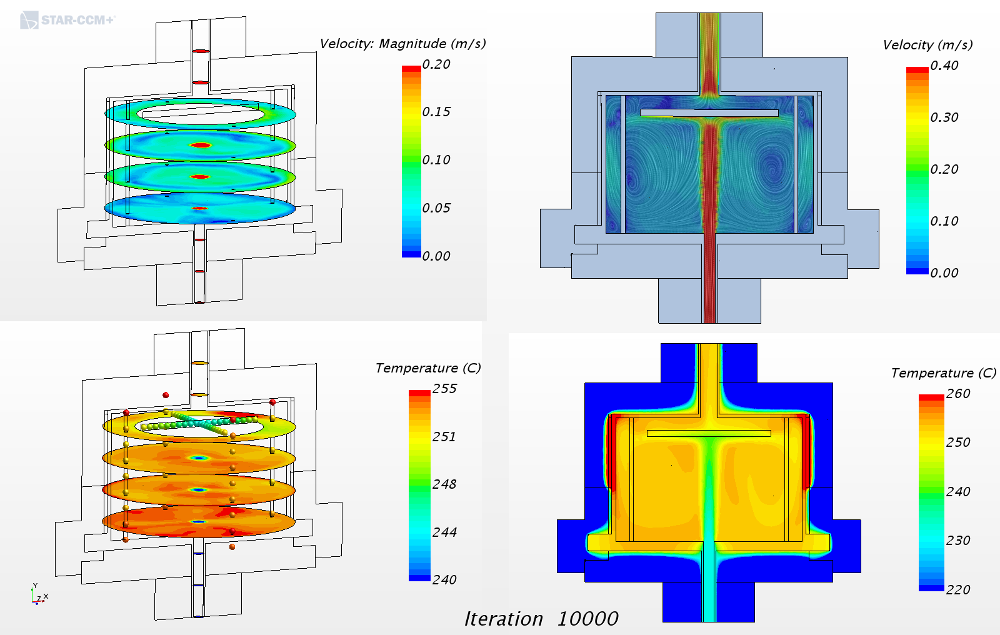 STAR-CCM+
Velocity: Magnitude (m/s)
0.20
0.15
0.10
0.05
0.00
Velocity (m/s)
0.40
0.30
0.20
0.10
0.00
Temperature (C)
255
251
248
244
240
Y
Z X
Temperature (C)
260
250
240
230
220
Iteration 10000